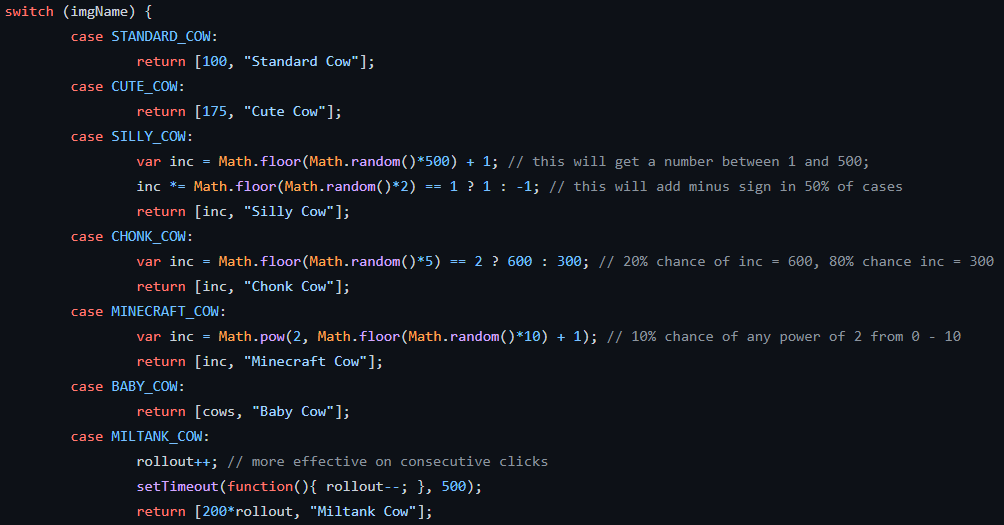 switch (imgName) {
case STANDARD_COW:
return [100, "Standard Cow"];
case CUTE_COW:
return [175, "Cute Cow"];
case SILLY_COW:
var inc = Math.floor(Math.random()*500) + 1; // this will get a number between 1 and 500;
inc *= Math.floor(Math.random()*2) == 1 ? 1 : -1; // this will add minus sign in 50% of cases
return [inc, "Silly Cow"];
case CHONK_COW:
var inc = Math.floor(Math.random()*5) == 2 ? 600 : 300; // 20% chance of inc = 600, 80% chance inc = 300
return [inc, "Chonk Cow"];
case MINECRAFT_COW:
var inc = Math.pow(2, Math.floor(Math.random()*10) + 1); // 10% chance of any power of 2 from 0 - 10
return [inc, "Minecraft Cow"];
case BABY_COW:
return [cows, "Baby Cow"];
case MILTANK_COW:
rollout++; // more effective on consecutive clicks
setTimeout(function(){ rollout--; }, 500);
return [200*rollout, "Miltank Cow"];